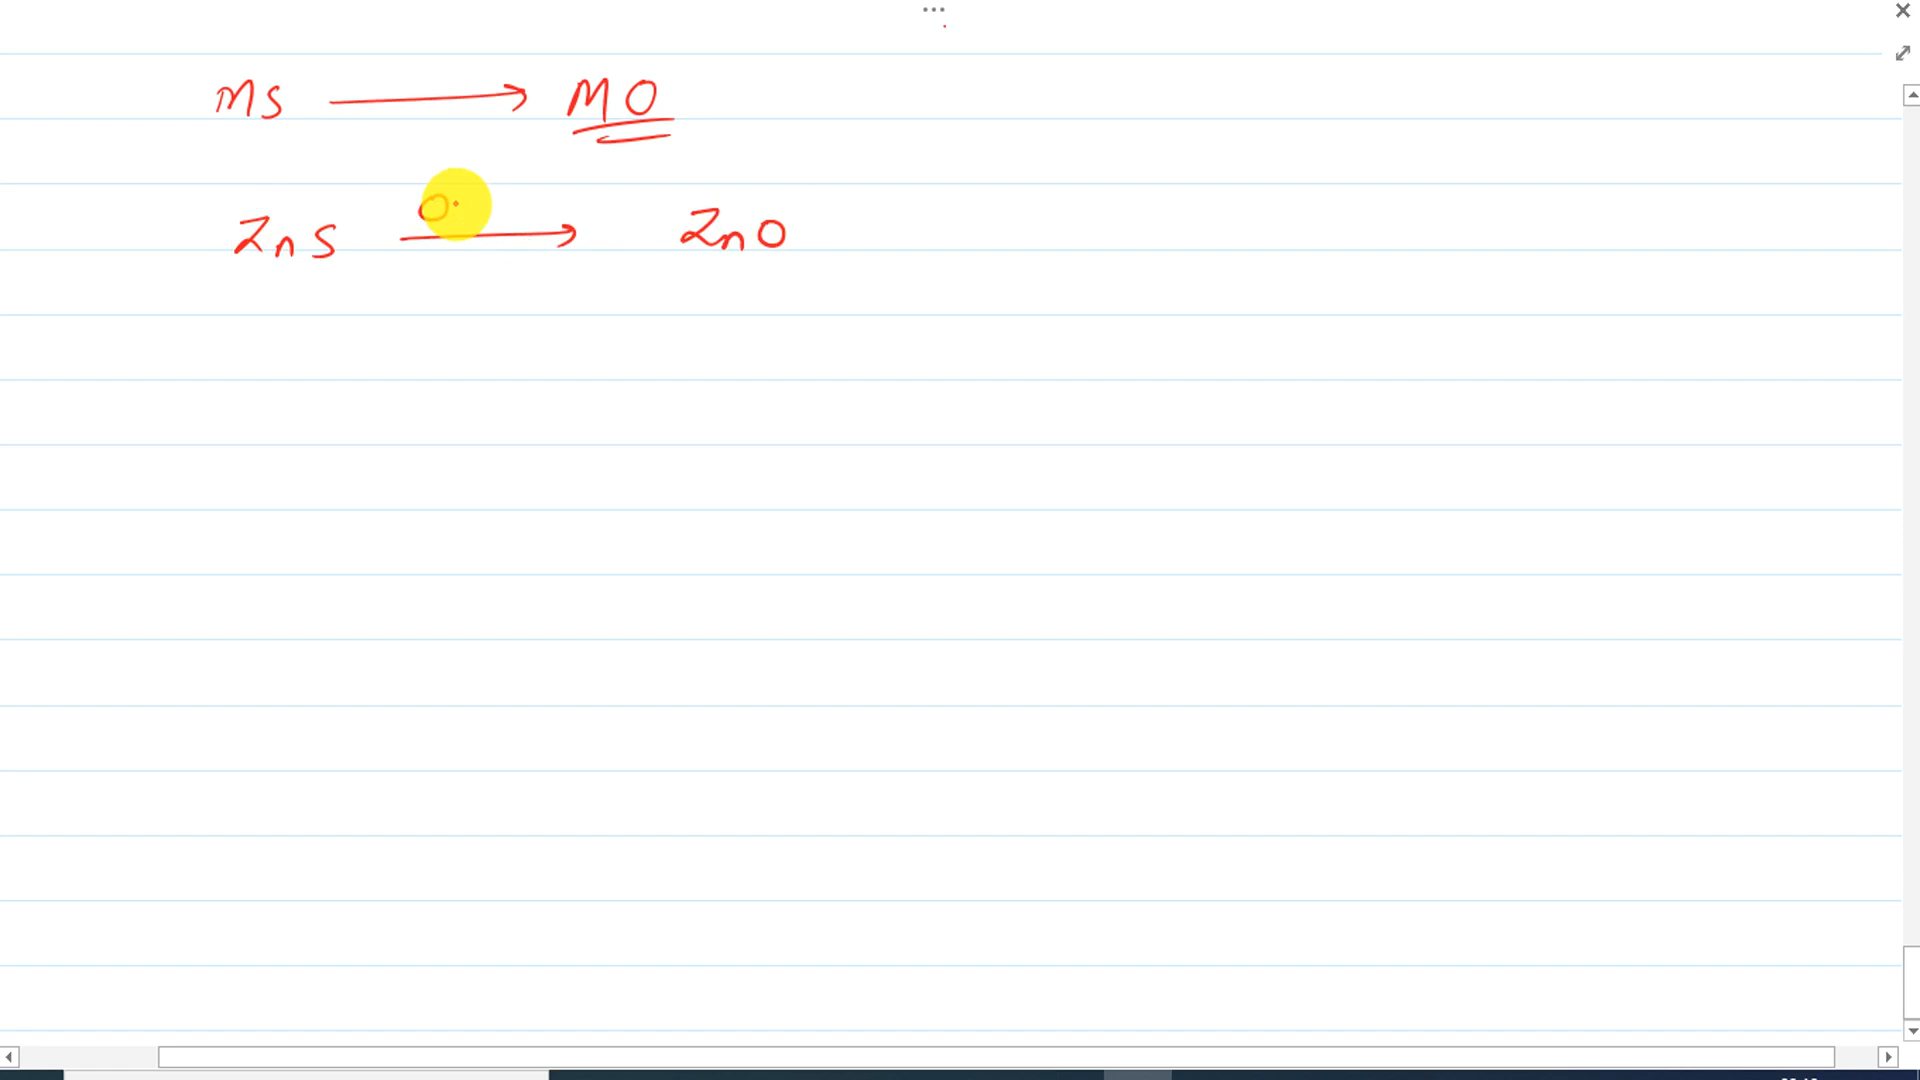 MS ⟶ MO
ZnS ⟶ ZnO
O